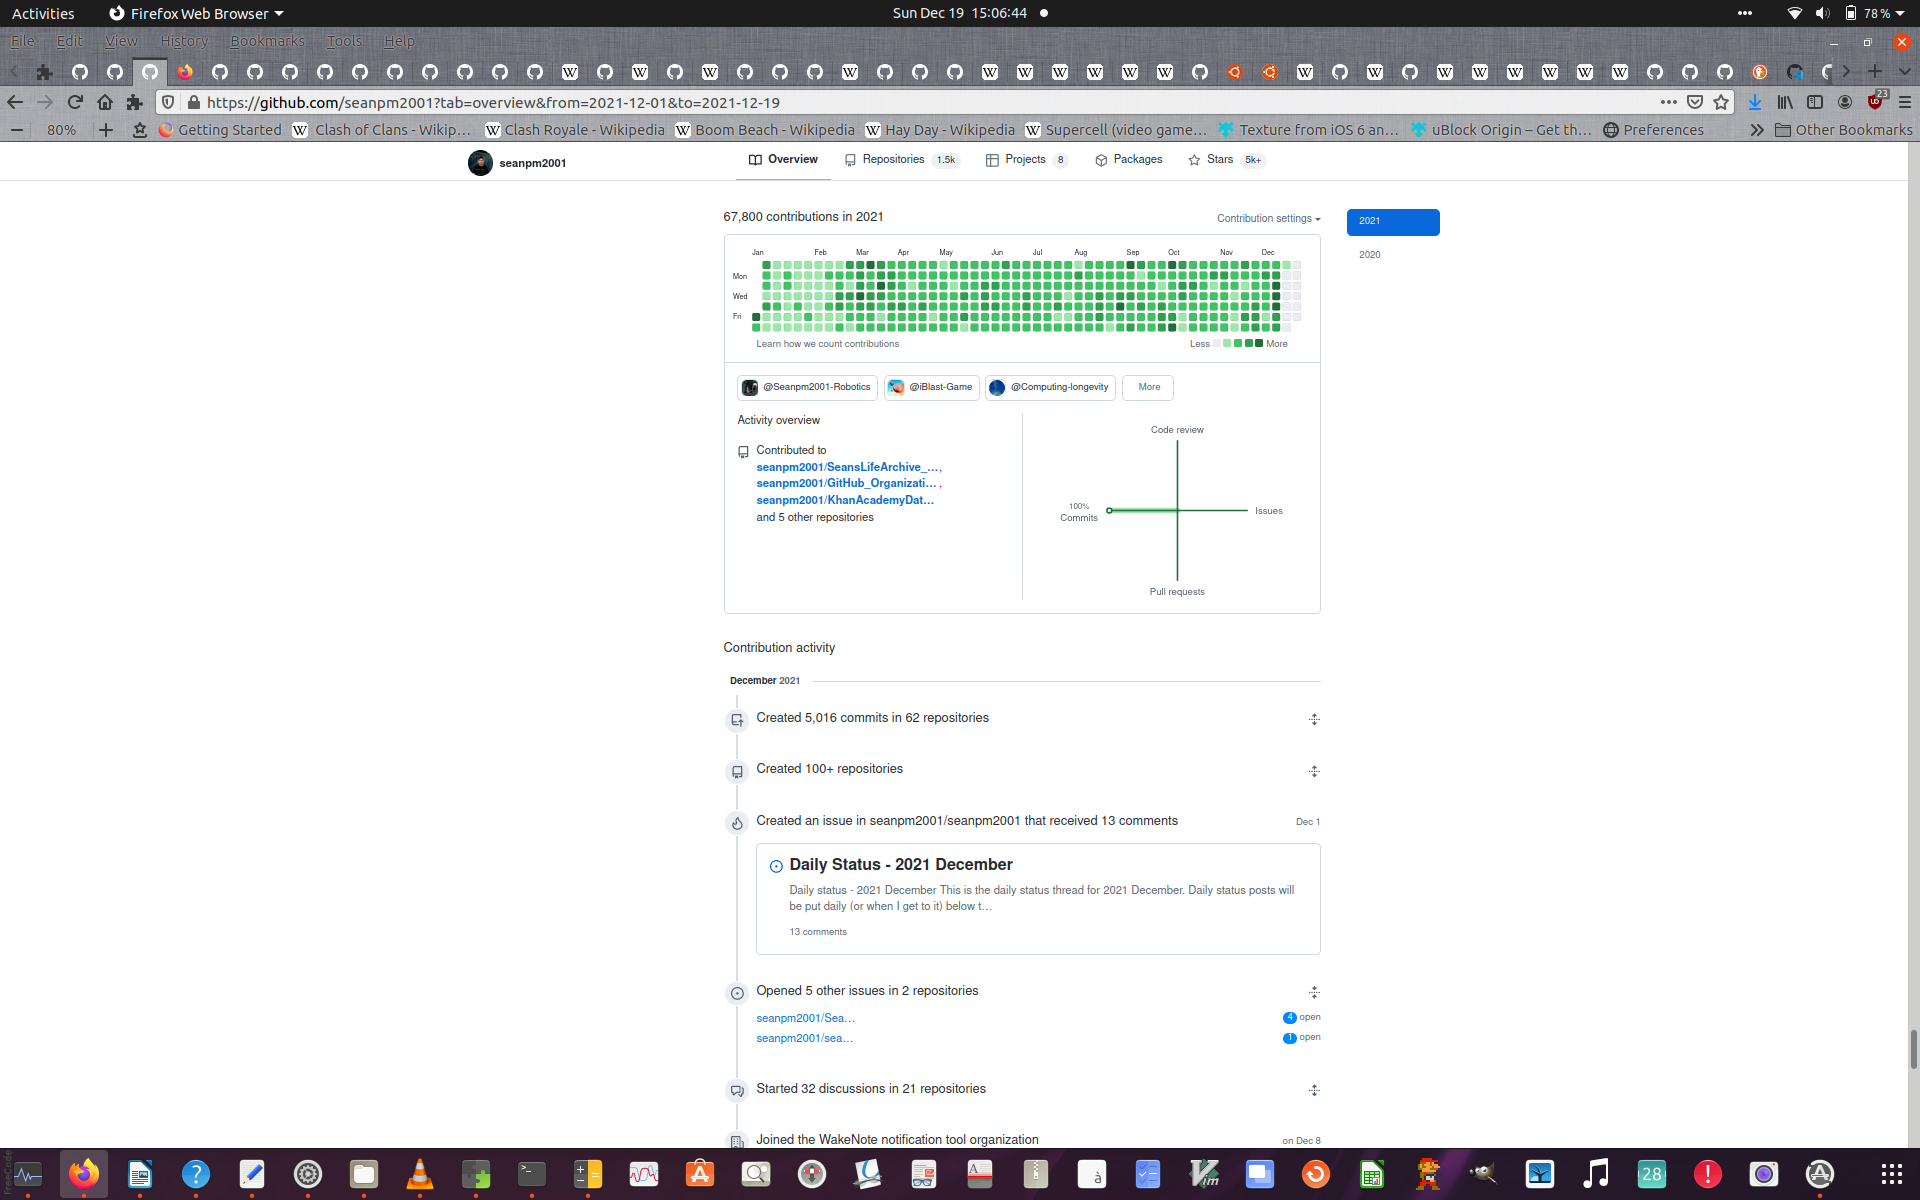 Activities Firefox Web Browser Sun Dec 19 15:06:44 78 %
File Edit View History Bookmarks Tools Help
https://github.com/seanpm2001?tab=overview&from=2021-12-01&to=2021-12-19 23
80% Getting Started Clash of Clans - Wikip… Clash Royale - Wikipedia Boom Beach - Wikipedia Hay Day - Wikipedia Supercell (video game… Texture from iOS 6 an… uBlock Origin – Get th… Preferences Other Bookmarks
seanpm2001 Overview Repositories 1.5k Projects 8 Packages Stars 5k+
67,800 contributions in 2021 Contribution settings 2021
2020
Jan Feb Mar Apr May Jun Jul Aug Sep Oct Nov Dec
Mon
Wed
Fri
Learn how we count contributions Less More
@Seanpm2001-Robotics @iBlast-Game @Computing-longevity More
Activity overview
Code review
Contributed to
seanpm2001/SeansLifeArchive_… ,
seanpm2001/GitHub_Organizati… ,
seanpm2001/KhanAcademyDat…
and 5 other repositories
100%
Commits
Issues
Pull requests
Contribution activity
December 2021
Created 5,016 commits in 62 repositories
Created 100+ repositories
Created an issue in seanpm2001/seanpm2001 that received 13 comments Dec 1
Daily Status - 2021 December
Daily status - 2021 December This is the daily status thread for 2021 December. Daily status posts will
be put daily (or when I get to it) below t…
13 comments
Opened 5 other issues in 2 repositories
seanpm2001/Sea… 4 open
seanpm2001/sea… 1 open
Started 32 discussions in 21 repositories
Joined the WakeNote notification tool organization on Dec 8
28